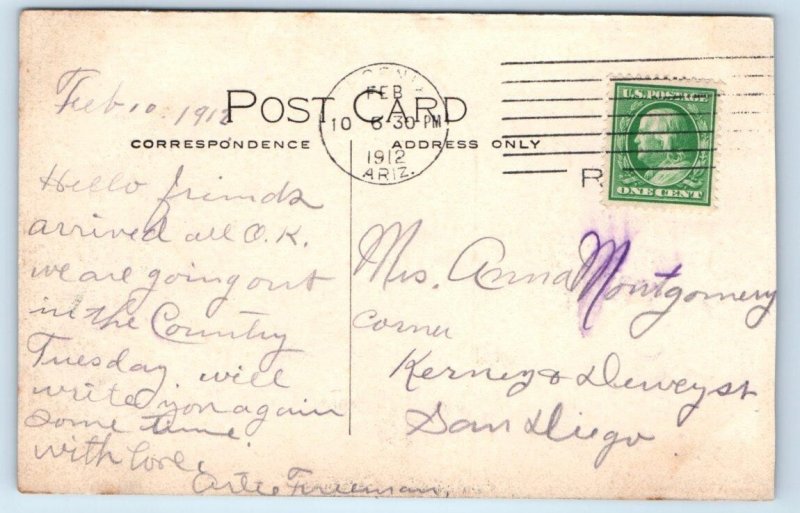 POST CARD
CORRESPONDENCE
ADDRESS ONLY
FEB
10 6 30 PM
1912
ARIZ.
U.S. POSTAGE
ONE CENT
Feb 10 1912
Hello friends
arrived all O.K.
we are going out
in the Country
Tuesday will
write you again
some time
with love.
Freeman,
Mrs. Anna Montgomery
corner
Kerney & Dewey st
San Diego